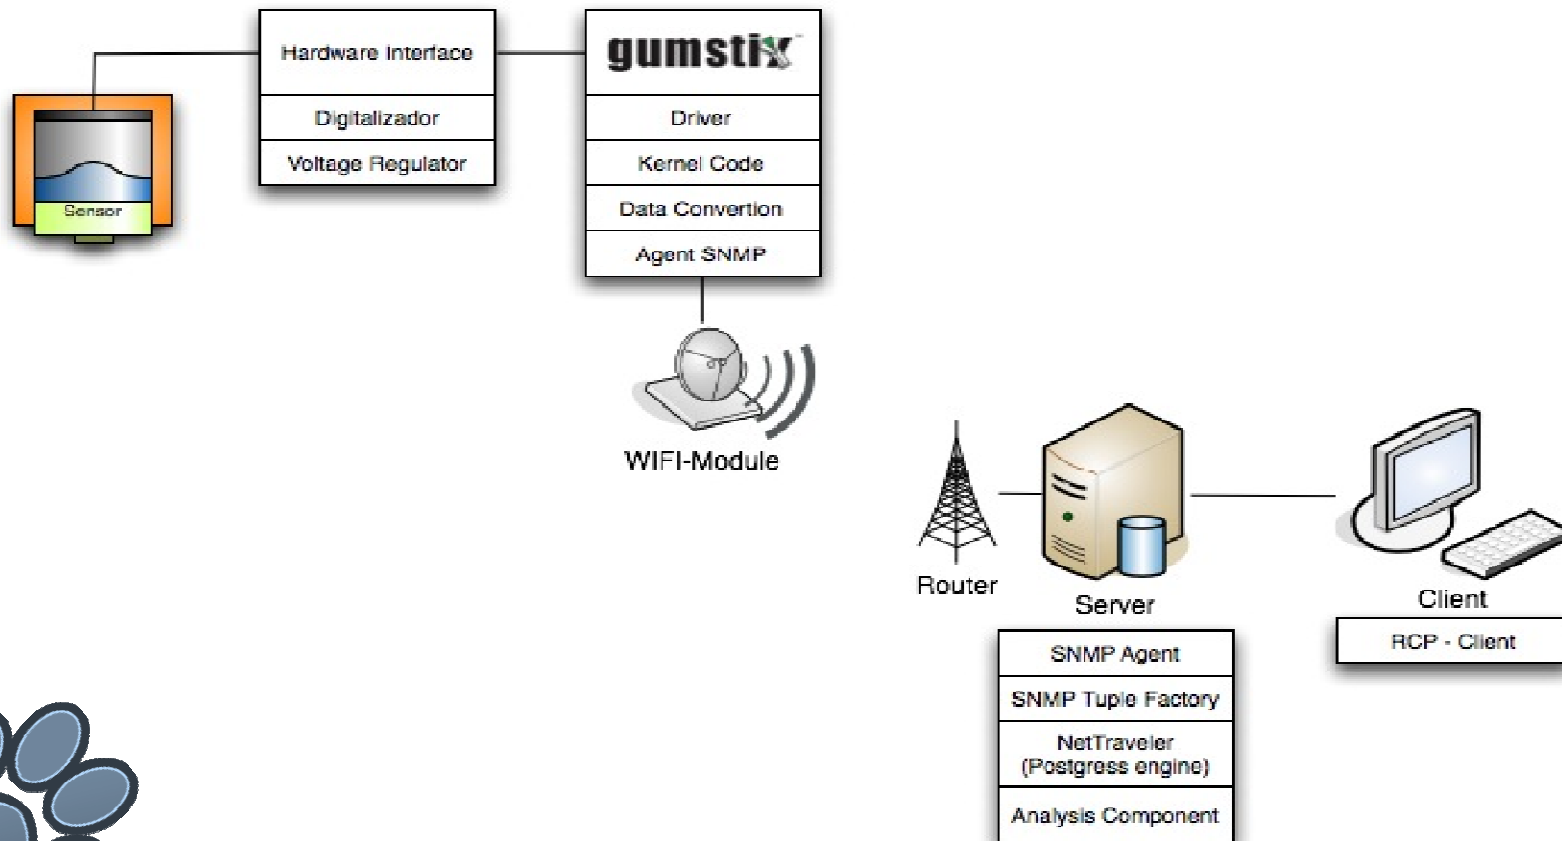 Hardware Interface
Digitalizador
Voltage Regulator
Sensor
gumstix
Driver
Kernel Code
Data Convertion
Agent SNMP
WIFI-Module
Router
Server
SNMP Agent
SNMP Tuple Factory
NetTraveler
(Postgress engine)
Analysis Component
Client
RCP - Client